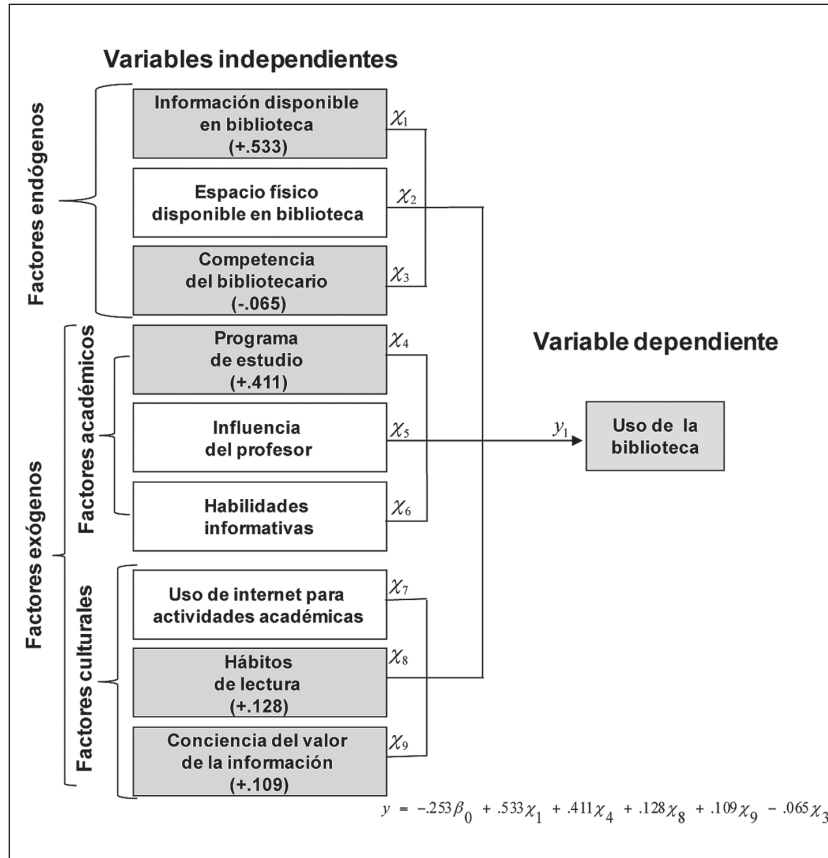 Variables independientes
Factores endógenos
Información disponible
en biblioteca
(+.533)
χ1
Espacio físico
disponible en biblioteca
χ2
Competencia
del bibliotecario
(-.065)
χ3
Factores exógenos
Factores académicos
Programa
de estudio
(+.411)
χ4
Influencia
del profesor
χ5
Habilidades
informativas
χ6
Factores culturales
Uso de internet para
actividades académicas
χ7
Hábitos
de lectura
(+.128)
χ8
Conciencia del valor
de la información
(+.109)
χ9
Variable dependiente
y1
Uso de la
biblioteca
y = -.253β0 + .533χ1 + .411χ4 + .128χ8 + .109χ9 - .065χ3